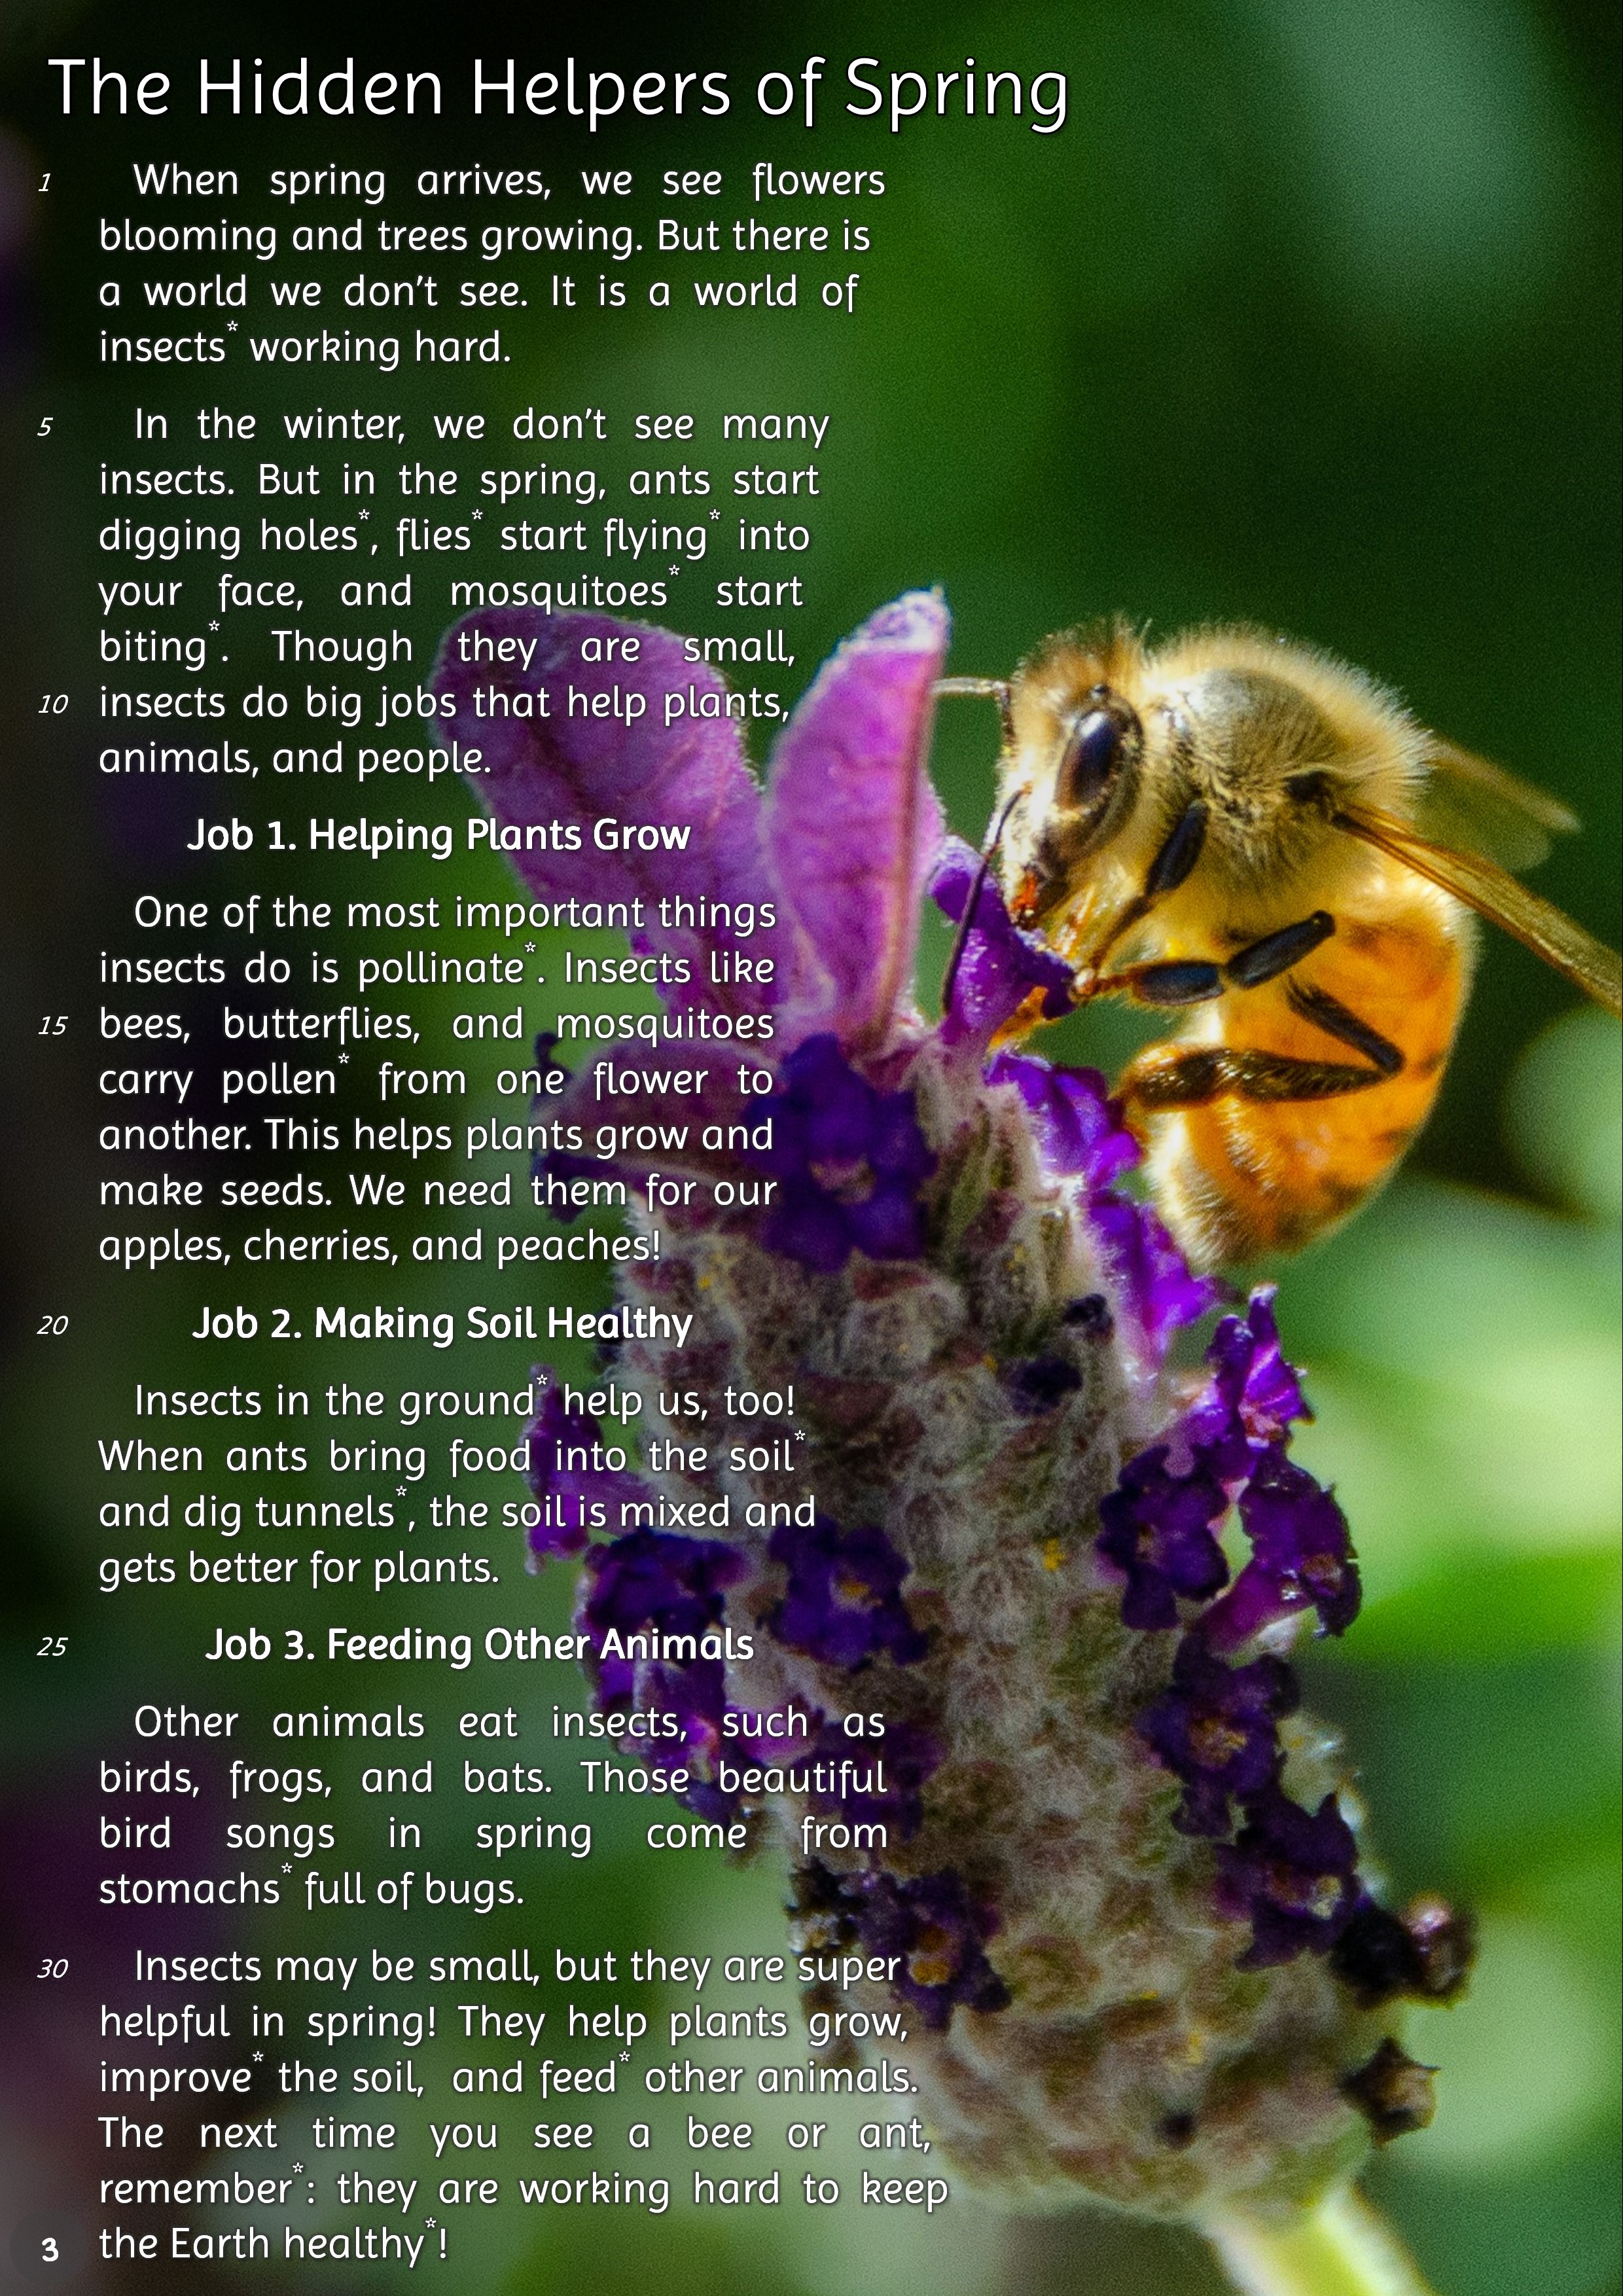 The Hidden Helpers of Spring
1 When spring arrives, we see flowers
blooming and trees growing. But there is
a world we don't see. It is a world of
insects* working hard.
5 In the winter, we don't see many
insects. But in the spring, ants start
digging holes*, flies* start flying* into
your face, and mosquitoes* start
biting*. Though they are small,
10 insects do big jobs that help plants,
animals, and people.
Job 1. Helping Plants Grow
One of the most important things
insects do is pollinate*. Insects like
15 bees, butterflies, and mosquitoes
carry pollen* from one flower to
another. This helps plants grow and
make seeds. We need them for our
apples, cherries, and peaches!
20 Job 2. Making Soil Healthy
Insects in the ground* help us, too!
When ants bring food into the soil*
and dig tunnels*, the soil is mixed and
gets better for plants.
25 Job 3. Feeding Other Animals
Other animals eat insects, such as
birds, frogs, and bats. Those beautiful
bird songs in spring come from
stomachs* full of bugs.
30 Insects may be small, but they are super
helpful in spring! They help plants grow,
improve* the soil, and feed* other animals.
The next time you see a bee or ant,
remember*: they are working hard to keep
the Earth healthy*!
3